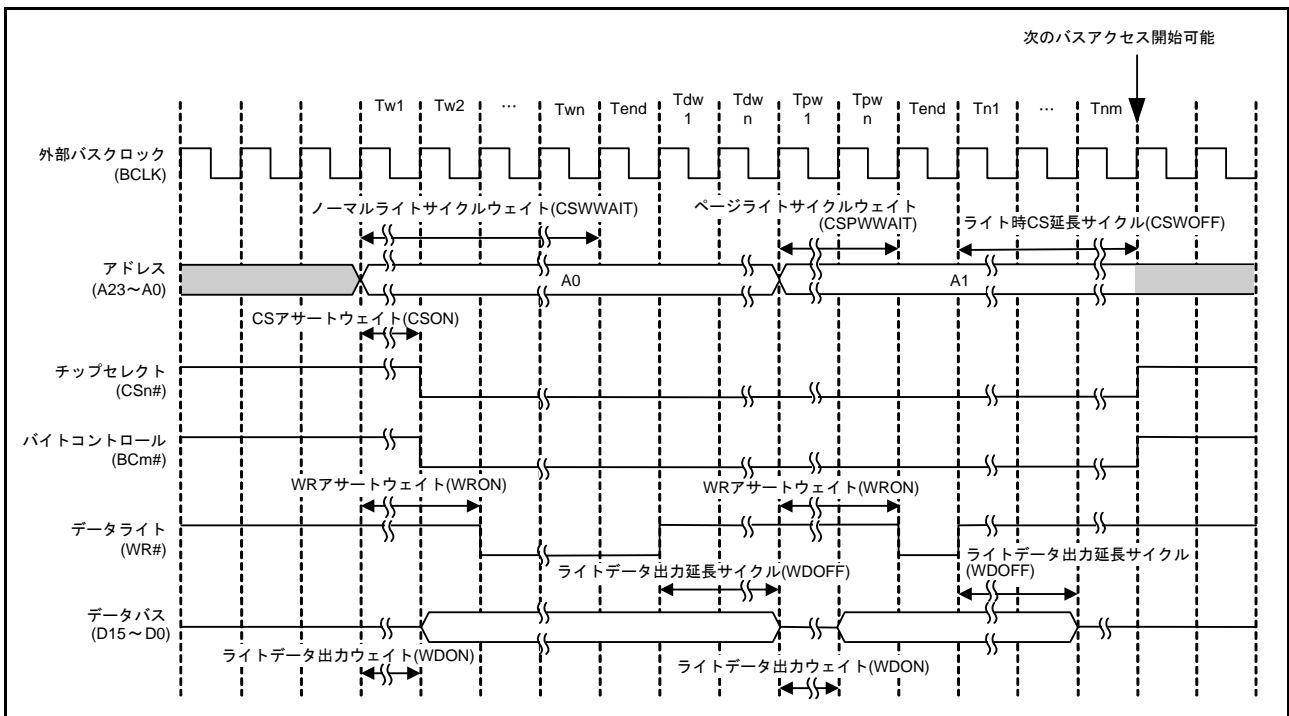 次のバスアクセス開始可能
Tw1
Tw2
…
Twn
Tend
Tdw
1
Tdw
n
Tpw
1
Tpw
n
Tend
Tn1
…
Tnm
外部バスクロック
(BCLK)
ノーマルライトサイクルウェイト(CSWWAIT)
ページライトサイクルウェイト
(CSPWWAIT)
ライト時CS延長サイクル(CSWOFF)
アドレス
(A23～A0)
A0
A1
CSアサートウェイト(CSON)
チップセレクト
(CSn#)
バイトコントロール
(BCm#)
WRアサートウェイト(WRON)
WRアサートウェイト(WRON)
データライト
(WR#)
ライトデータ出力延長サイクル(WDOFF)
ライトデータ出力延長サイクル
(WDOFF)
データバス
(D15～D0)
ライトデータ出力ウェイト(WDON)
ライトデータ出力ウェイト(WDON)